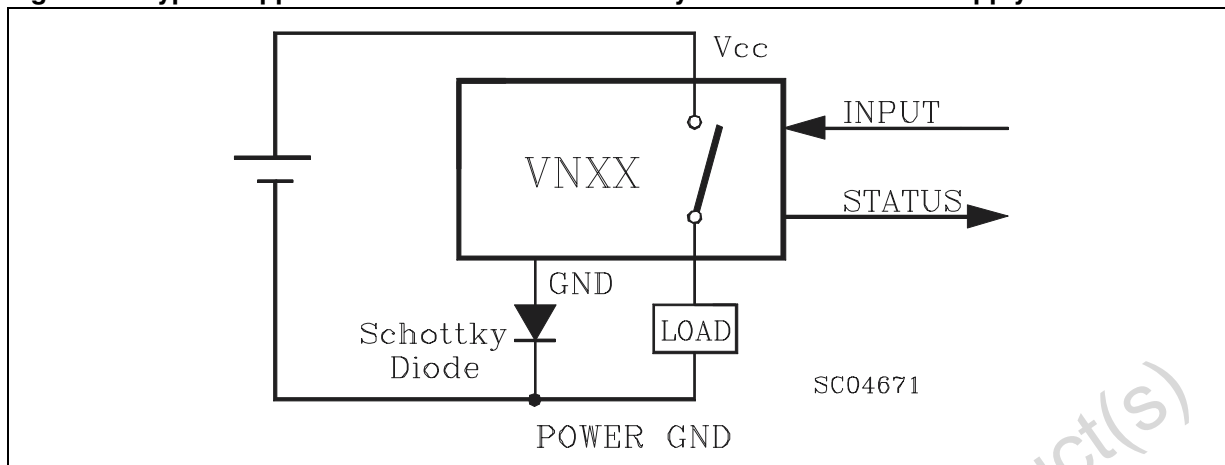 Vcc
INPUT
VNXX
STATUS
GND
Schottky
Diode
LOAD
SC04671
POWER GND